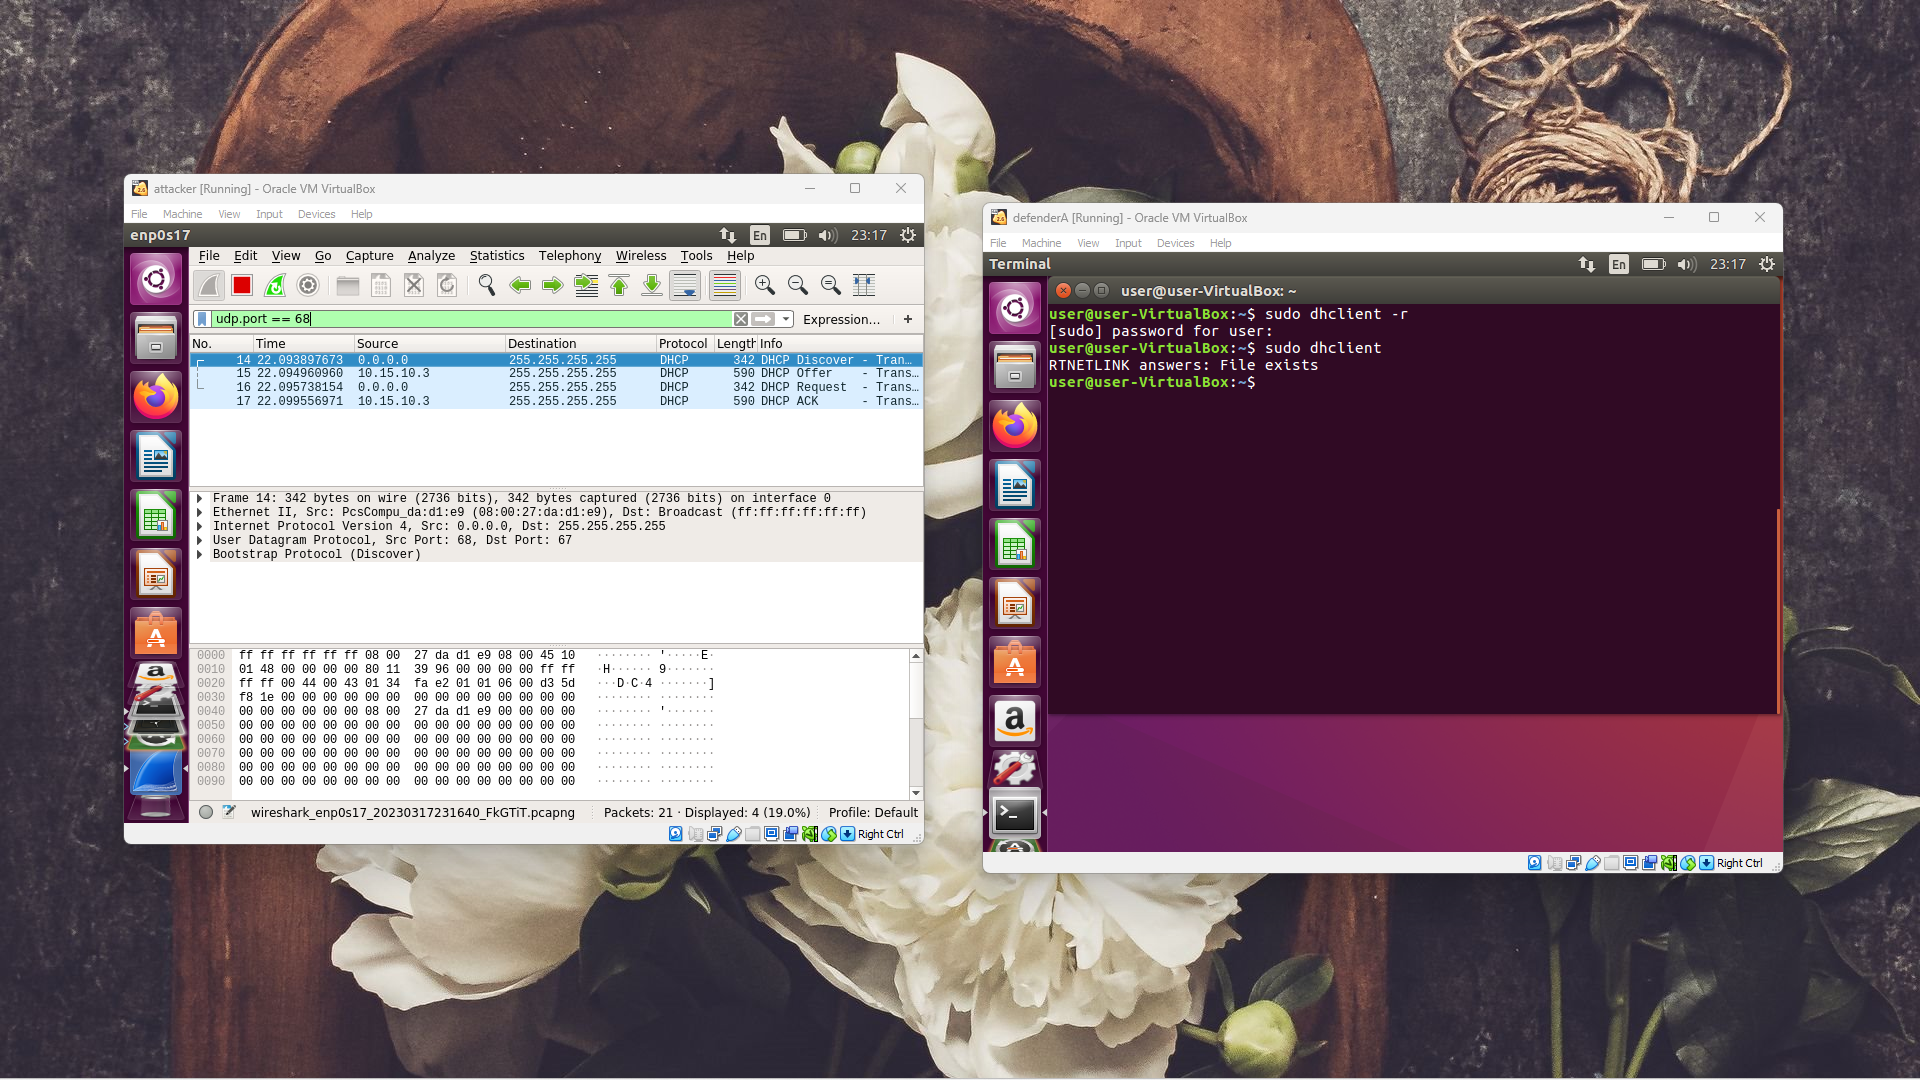 attacker [Running] - Oracle VM VirtualBox
File Machine View Input Devices Help
enp0s17 En 23:17
File Edit View Go Capture Analyze Statistics Telephony Wireless Tools Help
udp.port == 68 Expression... +
No. Time Source Destination Protocol Length Info
14 22.093897673 0.0.0.0 255.255.255.255 DHCP 342 DHCP Discover - Tran...
15 22.094960960 10.15.10.3 255.255.255.255 DHCP 590 DHCP Offer - Trans...
16 22.095738154 0.0.0.0 255.255.255.255 DHCP 342 DHCP Request - Trans...
17 22.099556971 10.15.10.3 255.255.255.255 DHCP 590 DHCP ACK - Trans...
Frame 14: 342 bytes on wire (2736 bits), 342 bytes captured (2736 bits) on interface 0
Ethernet II, Src: PcsCompu_da:d1:e9 (08:00:27:da:d1:e9), Dst: Broadcast (ff:ff:ff:ff:ff:ff)
Internet Protocol Version 4, Src: 0.0.0.0, Dst: 255.255.255.255
User Datagram Protocol, Src Port: 68, Dst Port: 67
Bootstrap Protocol (Discover)
0000 ff ff ff ff ff ff 08 00 27 da d1 e9 08 00 45 10 ········ '·····E·
0010 01 48 00 00 00 00 80 11 39 96 00 00 00 00 ff ff ·H······ 9·······
0020 ff ff 00 44 00 43 01 34 fa e2 01 01 06 00 d3 5d ···D·C·4 ·······]
0030 f8 1e 00 00 00 00 00 00 00 00 00 00 00 00 00 00 ········ ········
0040 00 00 00 00 00 00 08 00 27 da d1 e9 00 00 00 00 ········ '·······
0050 00 00 00 00 00 00 00 00 00 00 00 00 00 00 00 00 ········ ········
0060 00 00 00 00 00 00 00 00 00 00 00 00 00 00 00 00 ········ ········
0070 00 00 00 00 00 00 00 00 00 00 00 00 00 00 00 00 ········ ········
0080 00 00 00 00 00 00 00 00 00 00 00 00 00 00 00 00 ········ ········
0090 00 00 00 00 00 00 00 00 00 00 00 00 00 00 00 00 ········ ········
wireshark_enp0s17_20230317231640_FkGTiT.pcapng Packets: 21 · Displayed: 4 (19.0%) Profile: Default
Right Ctrl
defenderA [Running] - Oracle VM VirtualBox
File Machine View Input Devices Help
Terminal En 23:17
user@user-VirtualBox: ~
user@user-VirtualBox:~$ sudo dhclient -r
[sudo] password for user:
user@user-VirtualBox:~$ sudo dhclient
RTNETLINK answers: File exists
user@user-VirtualBox:~$
Right Ctrl